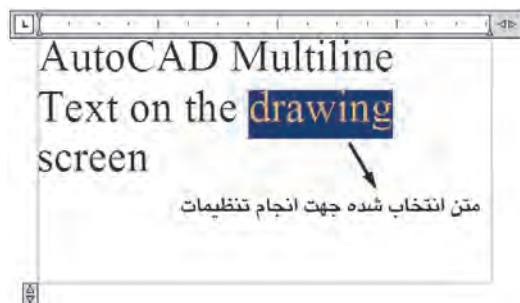 AutoCAD Multiline
Text on the drawing
screen
متن انتخاب شده جهت انجام تنظیمات